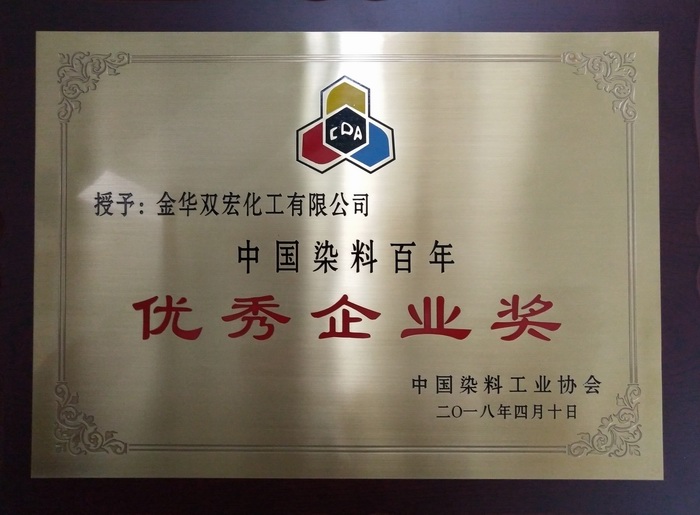 CDA
授予：金华双宏化工有限公司
中国染料百年
优秀企业奖
中国染料工业协会
二〇一八年四月十日